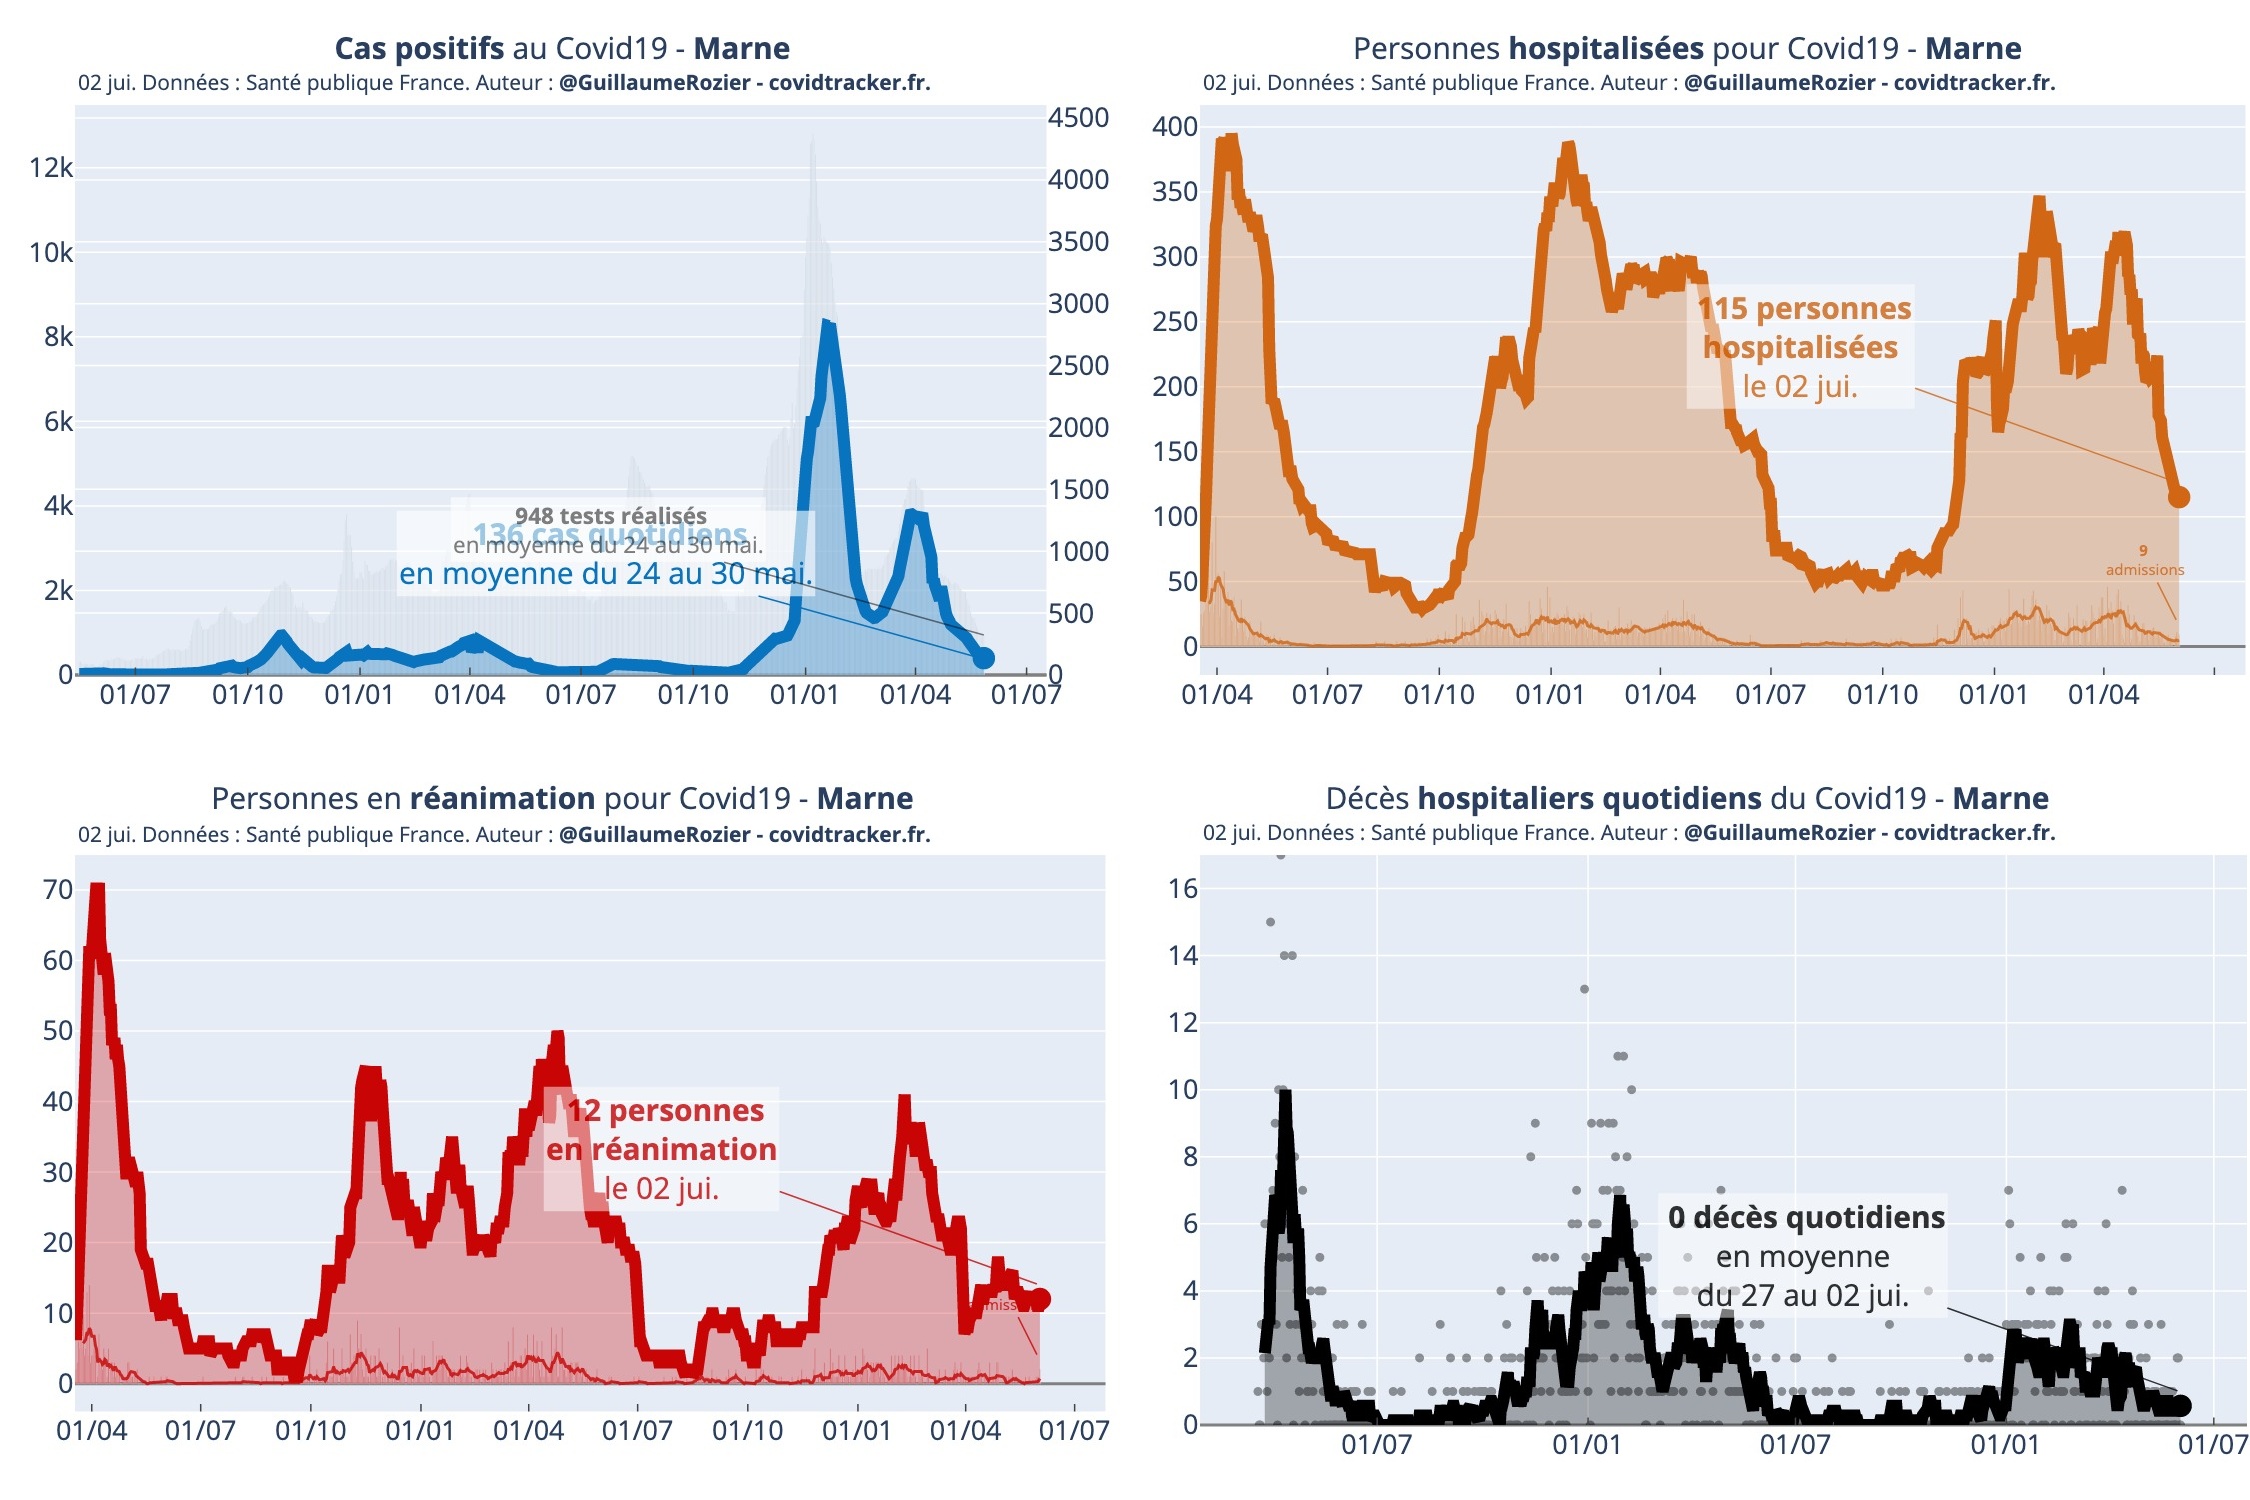 Cas positifs au Covid19 - Marne
02 jui. Données : Santé publique France. Auteur : @GuillaumeRozier - covidtracker.fr.
4500
12k
4000
3500
10k
3000
8k
2500
6k
2000
4k
1500
948 tests réalisés
136 cas quotidiens
en moyenne du 24 au 30 mai.
1000
en moyenne du 24 au 30 mai.
2k
500
0
0
01/07 01/10 01/01 01/04 01/07 01/10 01/01 01/04 01/07
Personnes hospitalisées pour Covid19 - Marne
02 jui. Données : Santé publique France. Auteur : @GuillaumeRozier - covidtracker.fr.
400
350
300
250
115 personnes
hospitalisées
200
le 02 jui.
150
100
9
admissions
50
0
01/04 01/07 01/10 01/01 01/04 01/07 01/10 01/01 01/04
Personnes en réanimation pour Covid19 - Marne
02 jui. Données : Santé publique France. Auteur : @GuillaumeRozier - covidtracker.fr.
70
60
50
40
12 personnes
en réanimation
30
le 02 jui.
20
10
0
01/04 01/07 01/10 01/01 01/04 01/07 01/10 01/01 01/04 01/07
Décès hospitaliers quotidiens du Covid19 - Marne
02 jui. Données : Santé publique France. Auteur : @GuillaumeRozier - covidtracker.fr.
16
14
12
10
8
6
0 décès quotidiens
en moyenne
4
du 27 au 02 jui.
2
0
01/07 01/01 01/07 01/01 01/07